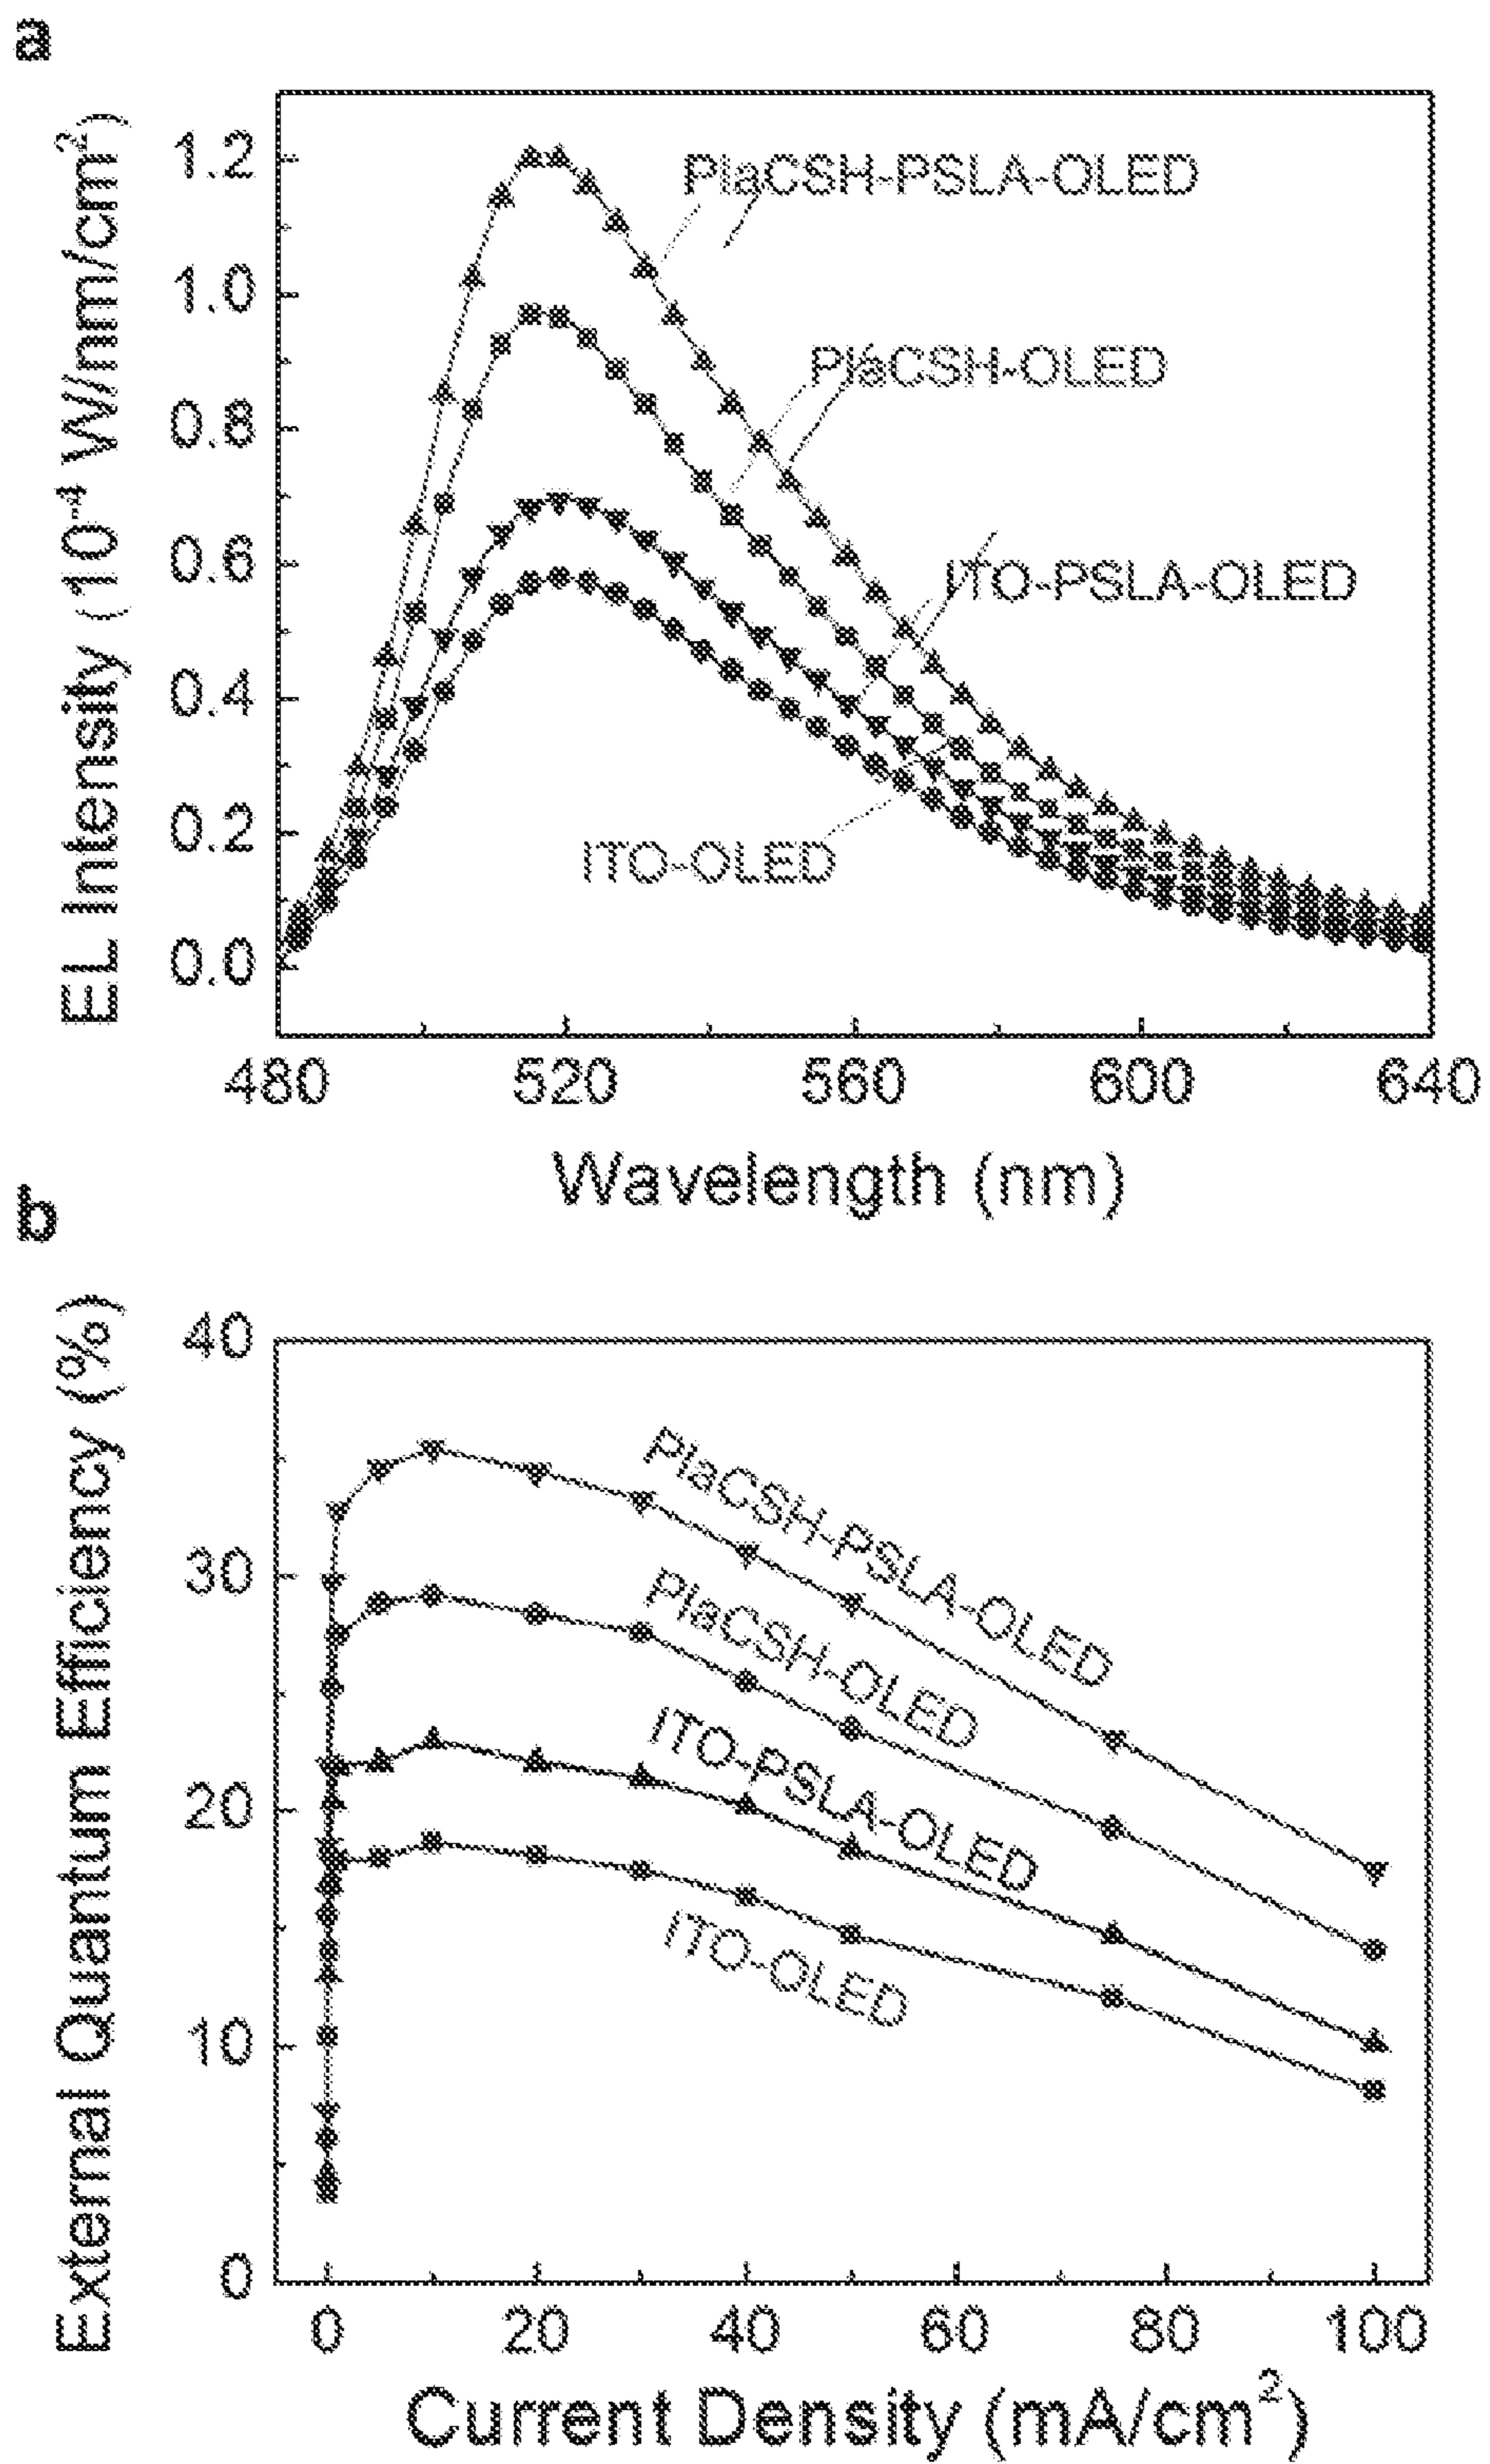 a
EL Intensity (10⁻⁴ W/nm/cm²)
1.2
1.0
0.8
0.6
0.4
0.2
0.0
PlaCSH-PSLA-OLED
PlaCSH-OLED
ITO-PSLA-OLED
ITO-OLED
480 520 560 600 640
Wavelength (nm)
b
External Quantum Efficiency (%)
40
30
20
10
0
PlaCSH-PSLA-OLED
PlaCSH-OLED
ITO-PSLA-OLED
ITO-OLED
0 20 40 60 80 100
Current Density (mA/cm²)